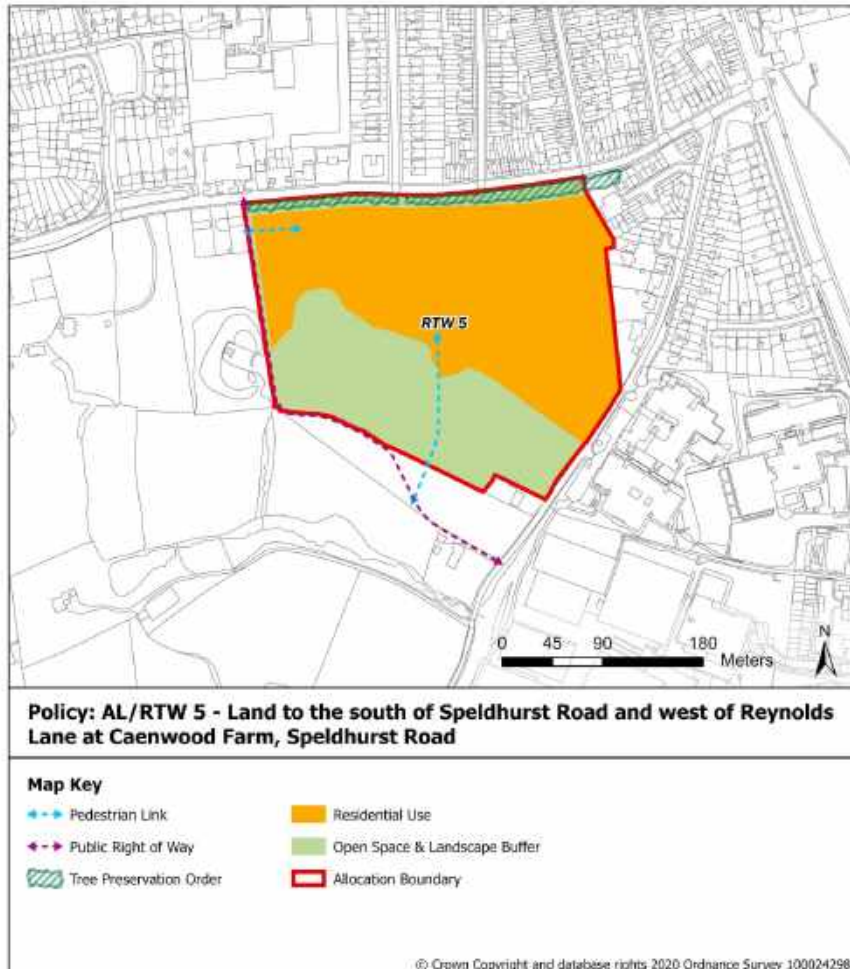 RTW 5
N
0 45 90 180
Meters
Policy: AL/RTW 5 - Land to the south of Speldhurst Road and west of Reynolds
Lane at Caenwood Farm, Speldhurst Road
Map Key
Pedestrian Link
Public Right of Way
Tree Preservation Order
Residential Use
Open Space & Landscape Buffer
Allocation Boundary
© Crown Copyright and database rights 2020 Ordnance Survey 100024298